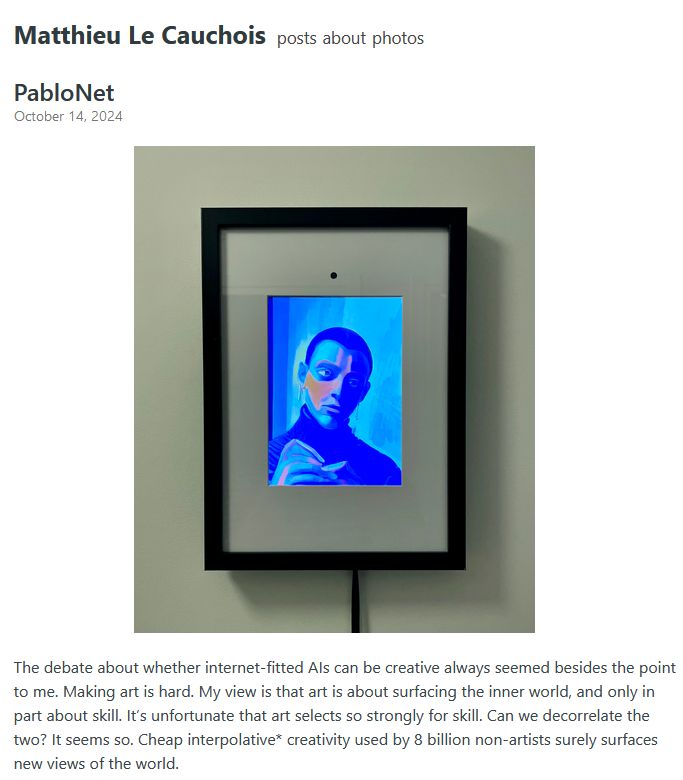 Matthieu Le Cauchois posts about photos
PabloNet
October 14, 2024
The debate about whether internet-fitted AIs can be creative always seemed besides the point
to me. Making art is hard. My view is that art is about surfacing the inner world, and only in
part about skill. It's unfortunate that art selects so strongly for skill. Can we decorrelate the
two? It seems so. Cheap interpolative* creativity used by 8 billion non-artists surely surfaces
new views of the world.